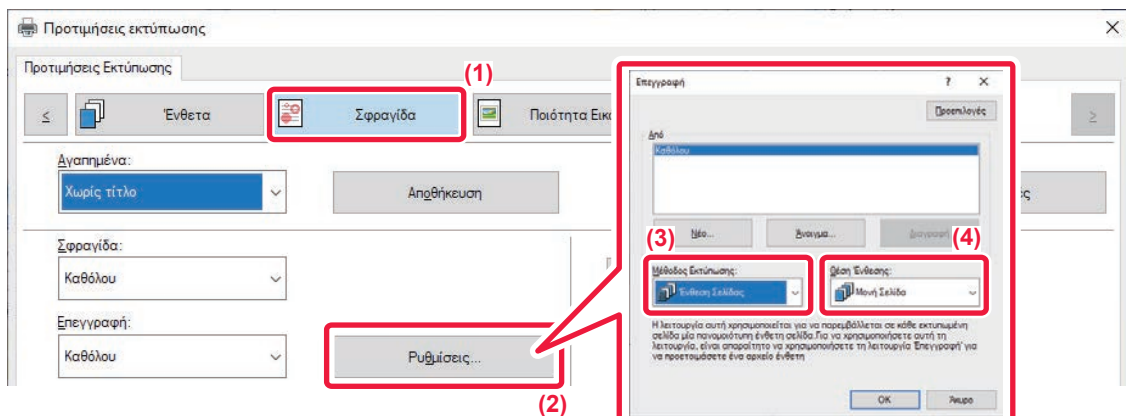 Προτιμήσεις εκτύπωσης
Προτιμήσεις Εκτύπωσης
(1)
< Ένθετα Σφραγίδα Ποιότητα Εικό >
Αγαπημένα:
Χωρίς τίτλο Αποθήκευση
Σφραγίδα:
Καθόλου
Επεγγραφή:
Καθόλου Ρυθμίσεις...
(2)
Επεγγραφή ? ×
Προεπιλογές
Από
Καθόλου
Νέο... Άνοιγμα... Διαγραφή
(3) (4)
Μέθοδος Εκτύπωσης: Θέση Ένθεσης:
Ένθεση Σελίδας Μονή Σελίδα
Η λειτουργία αυτή χρησιμοποιείται για να παρεμβάλλεται σε κάθε εκτυπωμένη
σελίδα μία πανομοιότυπη ένθετη σελίδα.Για να χρησιμοποιήσετε αυτή τη
λειτουργία, είναι απαραίτητο να χρησιμοποιήσετε τη λειτουργία 'Επεγγραφή' για
να προετοιμάσετε ένα αρχείο ένθετη
OK Άκυρο